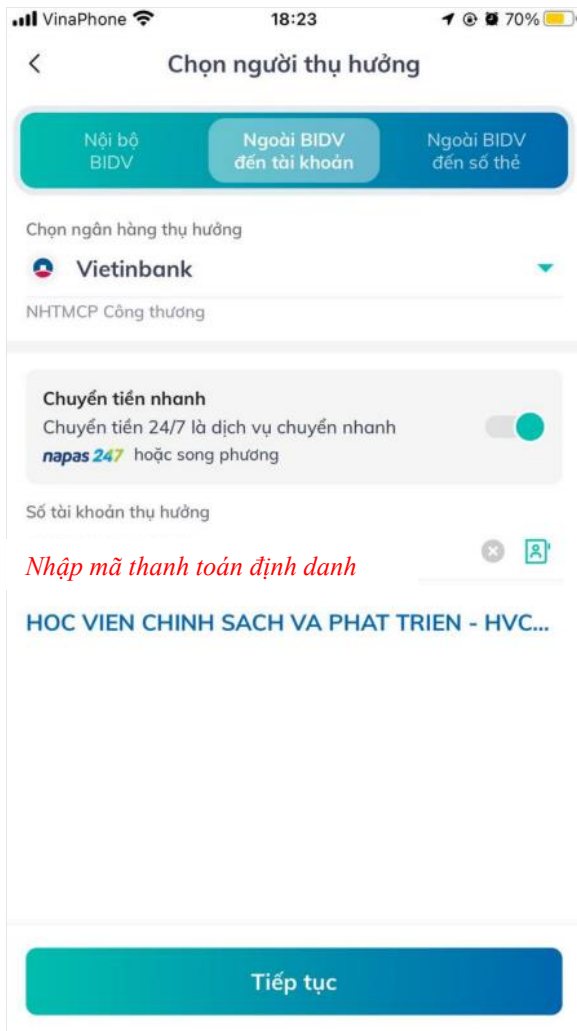 VinaPhone 18:23 70%
Chọn người thụ hưởng
Nội bộ
BIDV
Ngoài BIDV
đến tài khoản
Ngoài BIDV
đến số thẻ
Chọn ngân hàng thụ hưởng
Vietinbank
NHTMCP Công thương
Chuyển tiền nhanh
Chuyển tiền 24/7 là dịch vụ chuyển nhanh
napas 247 hoặc song phương
Số tài khoản thụ hưởng
Nhập mã thanh toán định danh
HOC VIEN CHINH SACH VA PHAT TRIEN - HVC...
Tiếp tục